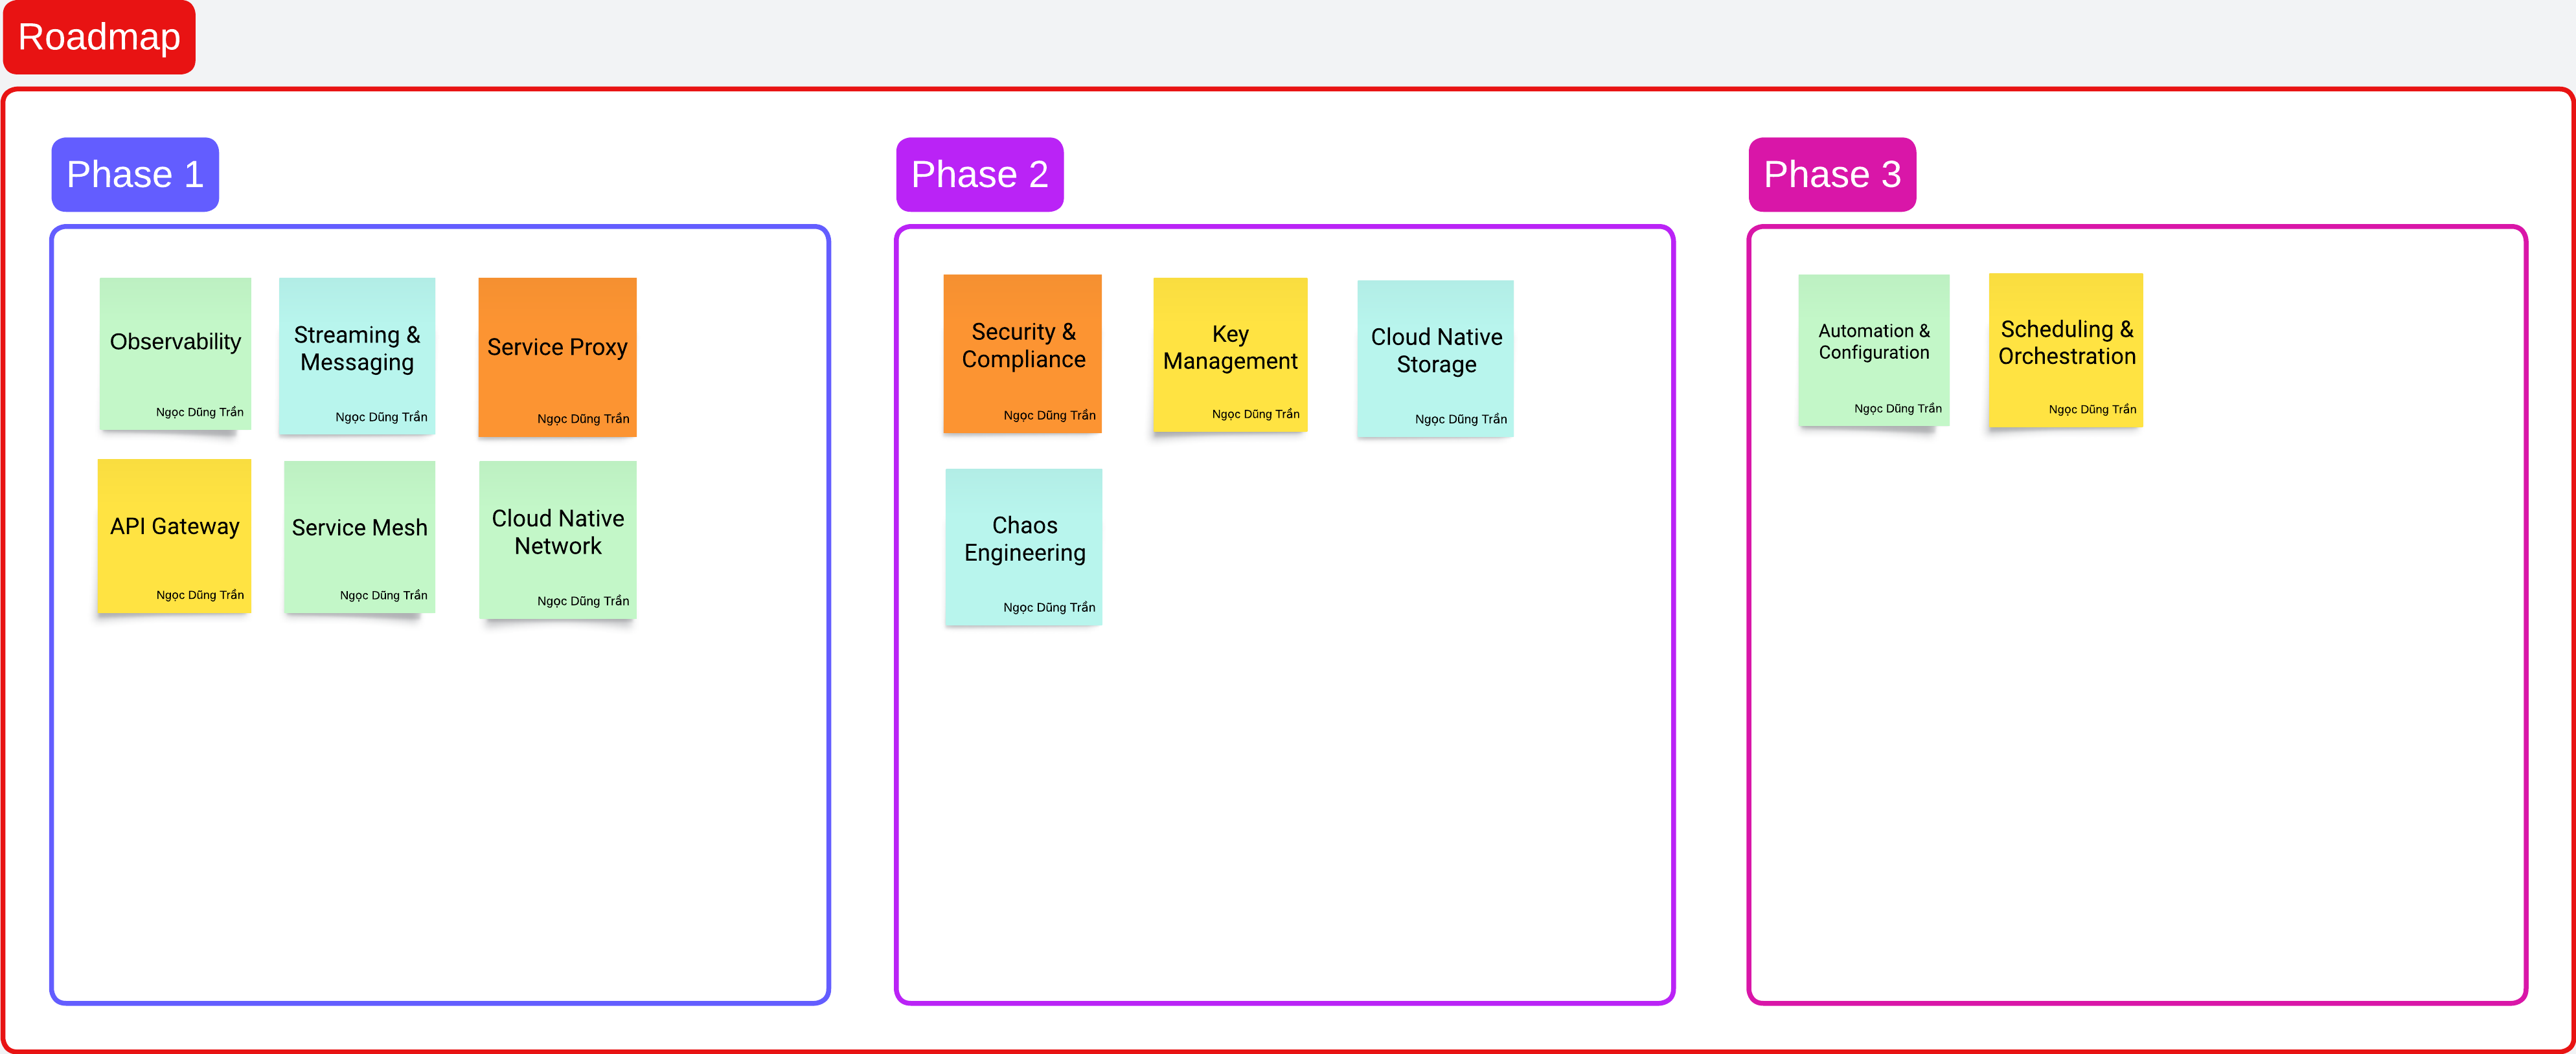 Roadmap
Phase 1
Observability
Ngọc Dũng Trần
Streaming &
Messaging
Ngọc Dũng Trần
Service Proxy
Ngọc Dũng Trần
API Gateway
Ngọc Dũng Trần
Service Mesh
Ngọc Dũng Trần
Cloud Native
Network
Ngọc Dũng Trần
Phase 2
Security &
Compliance
Ngọc Dũng Trần
Key
Management
Ngọc Dũng Trần
Cloud Native
Storage
Ngọc Dũng Trần
Chaos
Engineering
Ngọc Dũng Trần
Phase 3
Automation &
Configuration
Ngọc Dũng Trần
Scheduling &
Orchestration
Ngọc Dũng Trần